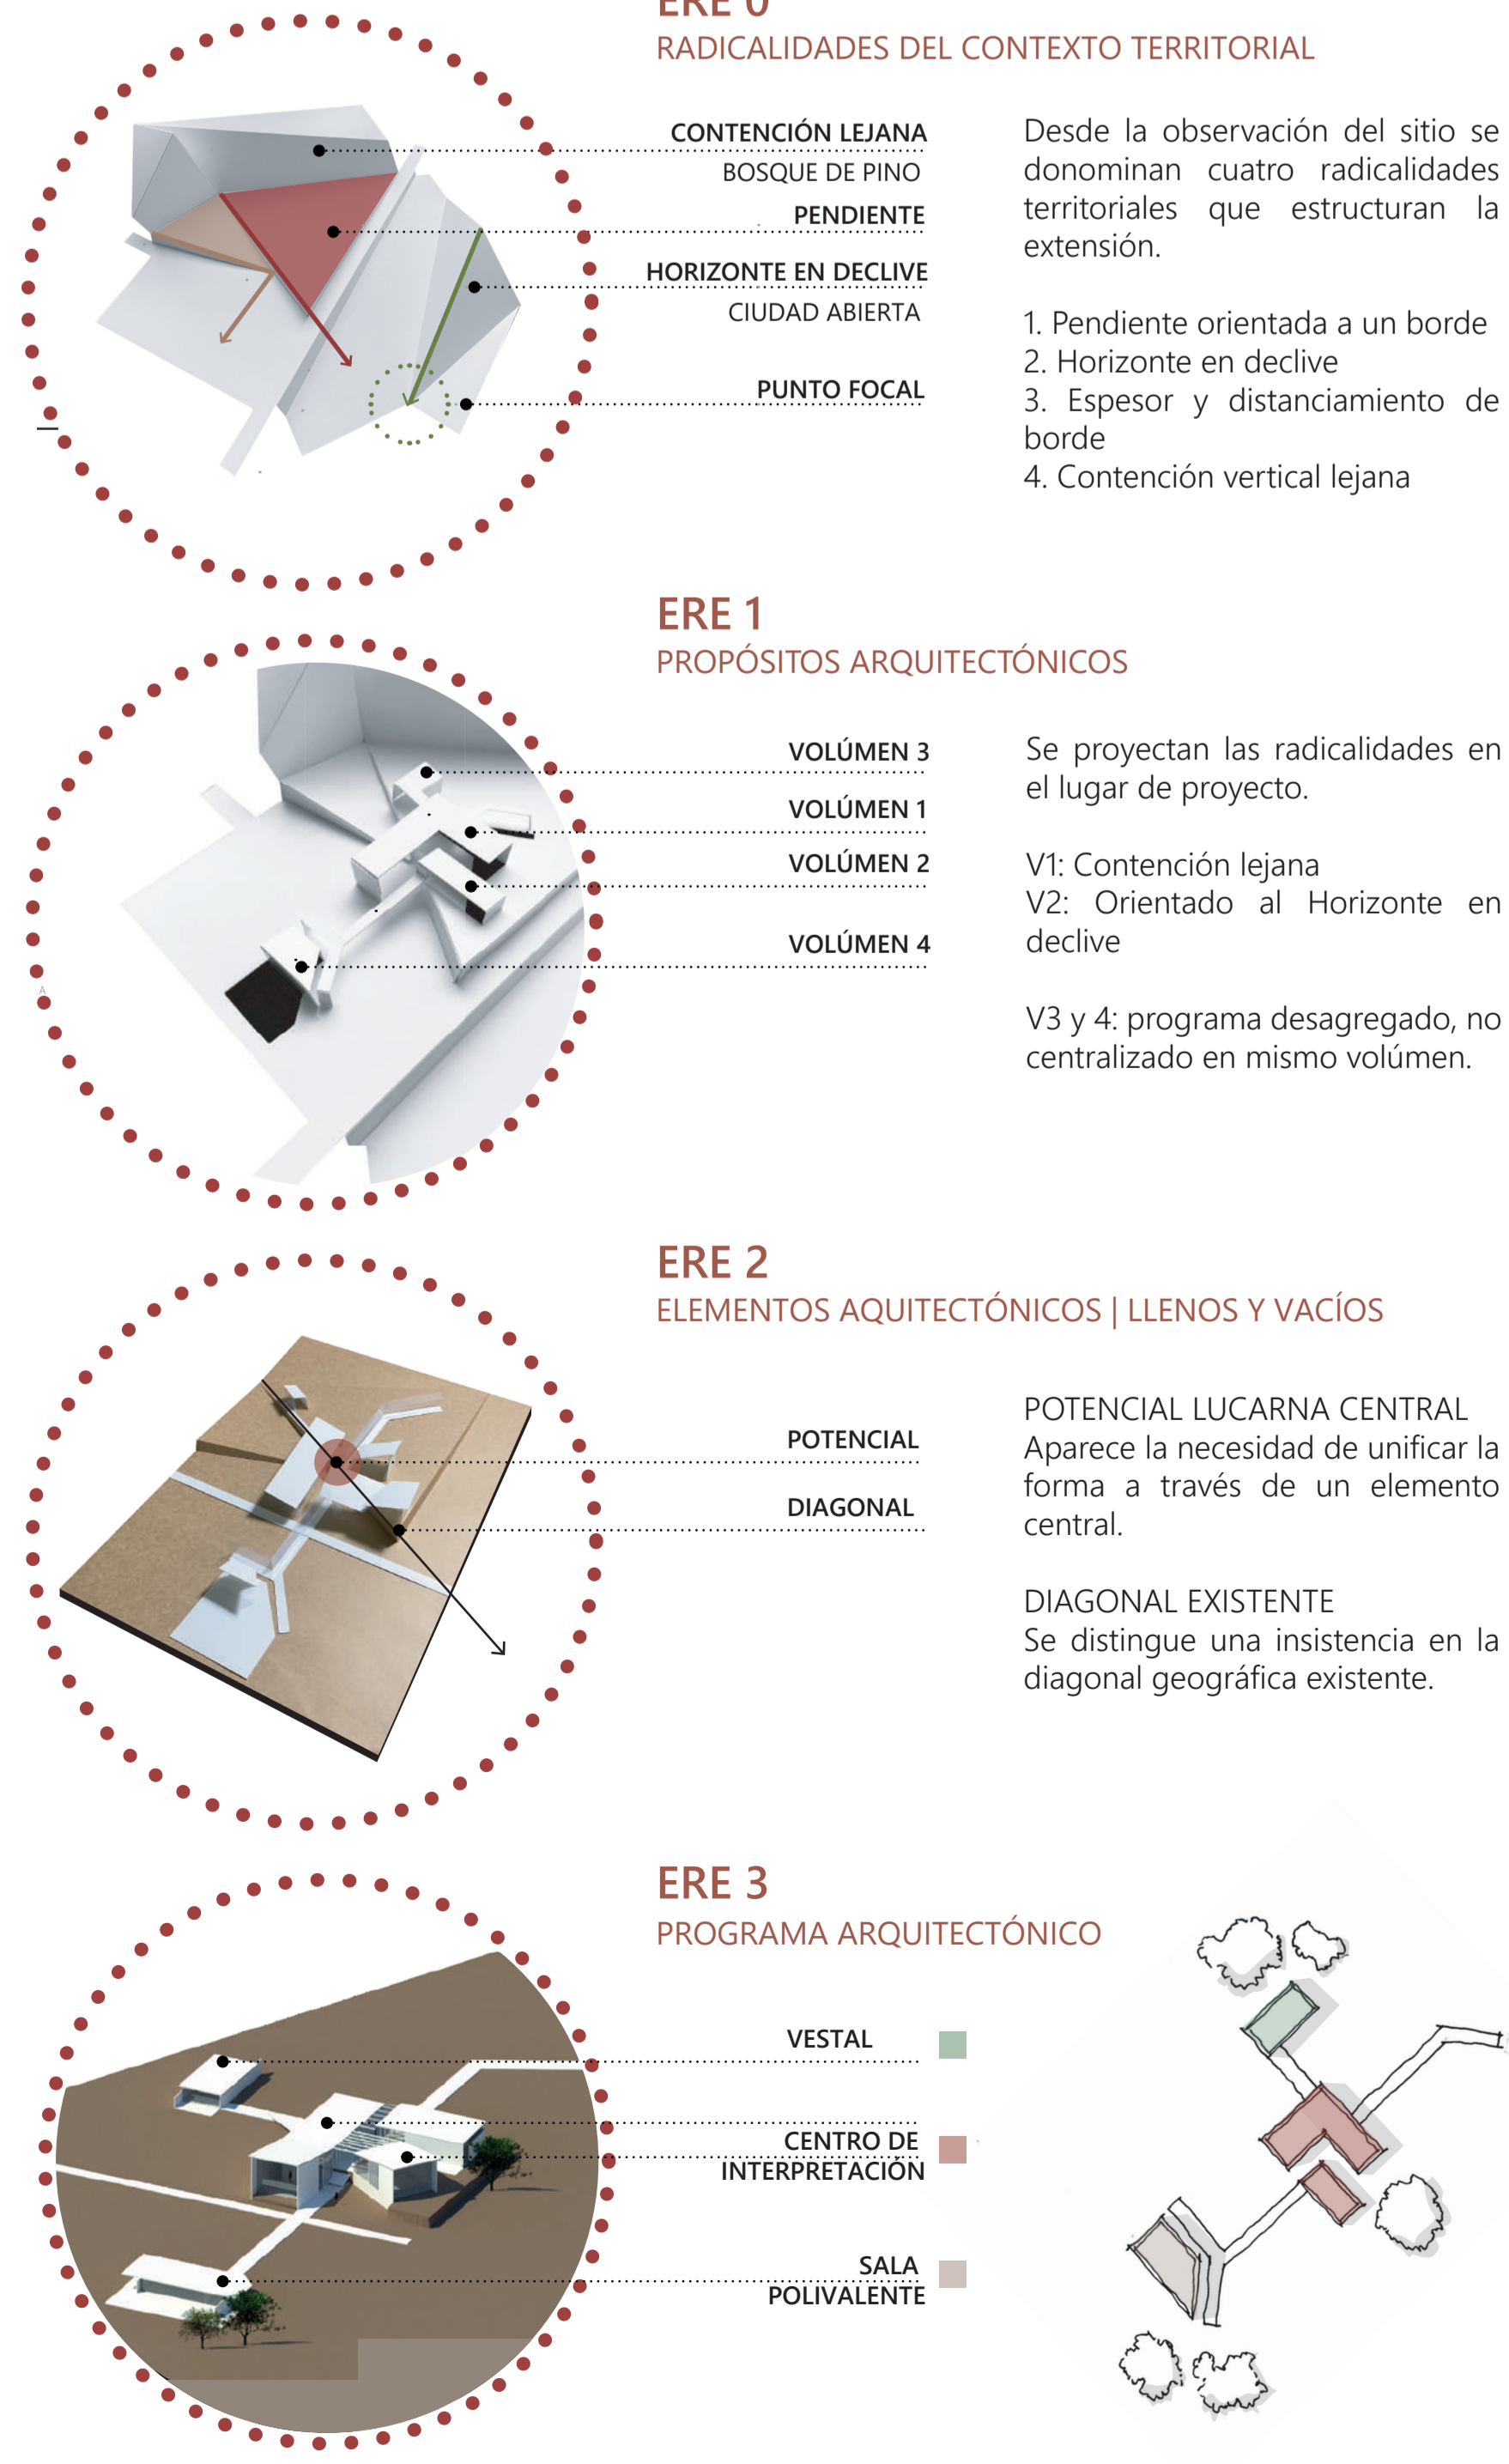 ERE 0
RADICALIDADES DEL CONTEXTO TERRITORIAL
CONTENCIÓN LEJANA
BOSQUE DE PINO
PENDIENTE
HORIZONTE EN DECLIVE
CIUDAD ABIERTA
PUNTO FOCAL
Desde la observación del sitio se
donominan cuatro radicalidades
territoriales que estructuran la
extensión.
1. Pendiente orientada a un borde
2. Horizonte en declive
3. Espesor y distanciamiento de
borde
4. Contención vertical lejana
ERE 1
PROPÓSITOS ARQUITECTÓNICOS
VOLÚMEN 3
VOLÚMEN 1
VOLÚMEN 2
VOLÚMEN 4
A
Se proyectan las radicalidades en
el lugar de proyecto.
V1: Contención lejana
V2: Orientado al Horizonte en
declive
V3 y 4: programa desagregado, no
centralizado en mismo volúmen.
ERE 2
ELEMENTOS AQUITECTÓNICOS | LLENOS Y VACÍOS
POTENCIAL
DIAGONAL
POTENCIAL LUCARNA CENTRAL
Aparece la necesidad de unificar la
forma a través de un elemento
central.
DIAGONAL EXISTENTE
Se distingue una insistencia en la
diagonal geográfica existente.
ERE 3
PROGRAMA ARQUITECTÓNICO
VESTAL
CENTRO DE
INTERPRETACIÓN
SALA
POLIVALENTE